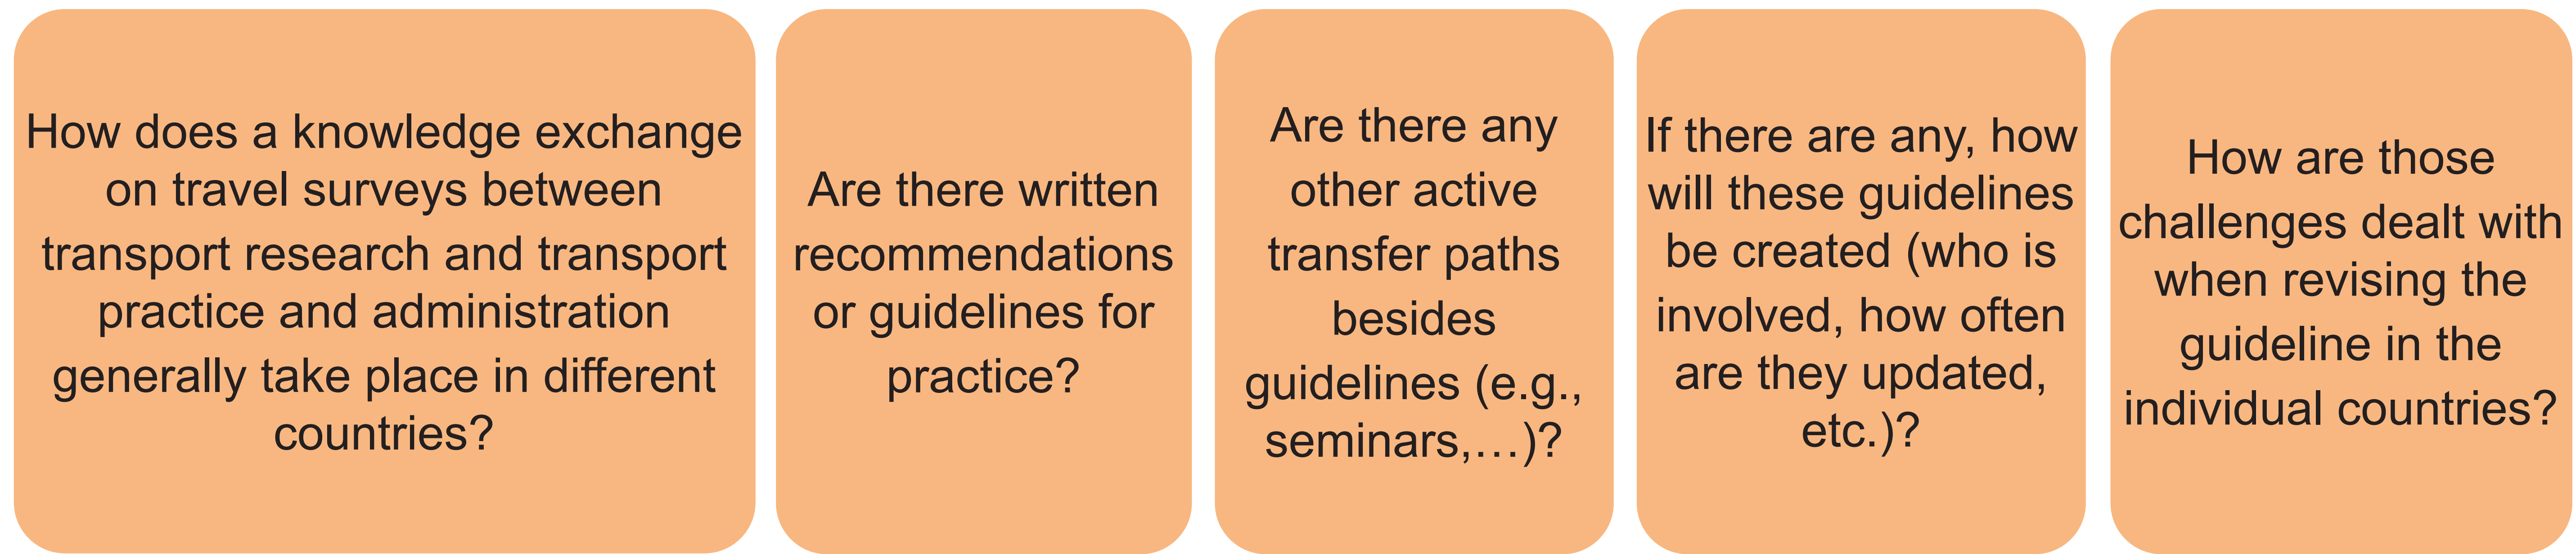 How does a knowledge exchange
on travel surveys between
transport research and transport
practice and administration
generally take place in different
countries?
Are there written
recommendations
or guidelines for
practice?
Are there any
other active
transfer paths
besides
guidelines (e.g.,
seminars,…)?
If there are any, how
will these guidelines
be created (who is
involved, how often
are they updated,
etc.)?
How are those
challenges dealt with
when revising the
guideline in the
individual countries?